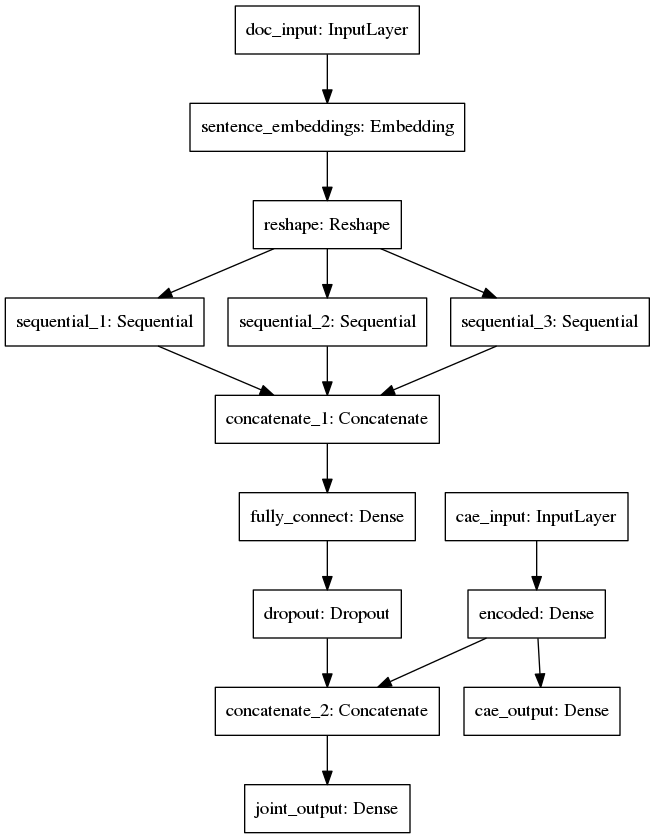 doc_input: InputLayer
sentence_embeddings: Embedding
reshape: Reshape
sequential_1: Sequential
sequential_2: Sequential
sequential_3: Sequential
concatenate_1: Concatenate
fully_connect: Dense
cae_input: InputLayer
dropout: Dropout
encoded: Dense
concatenate_2: Concatenate
cae_output: Dense
joint_output: Dense